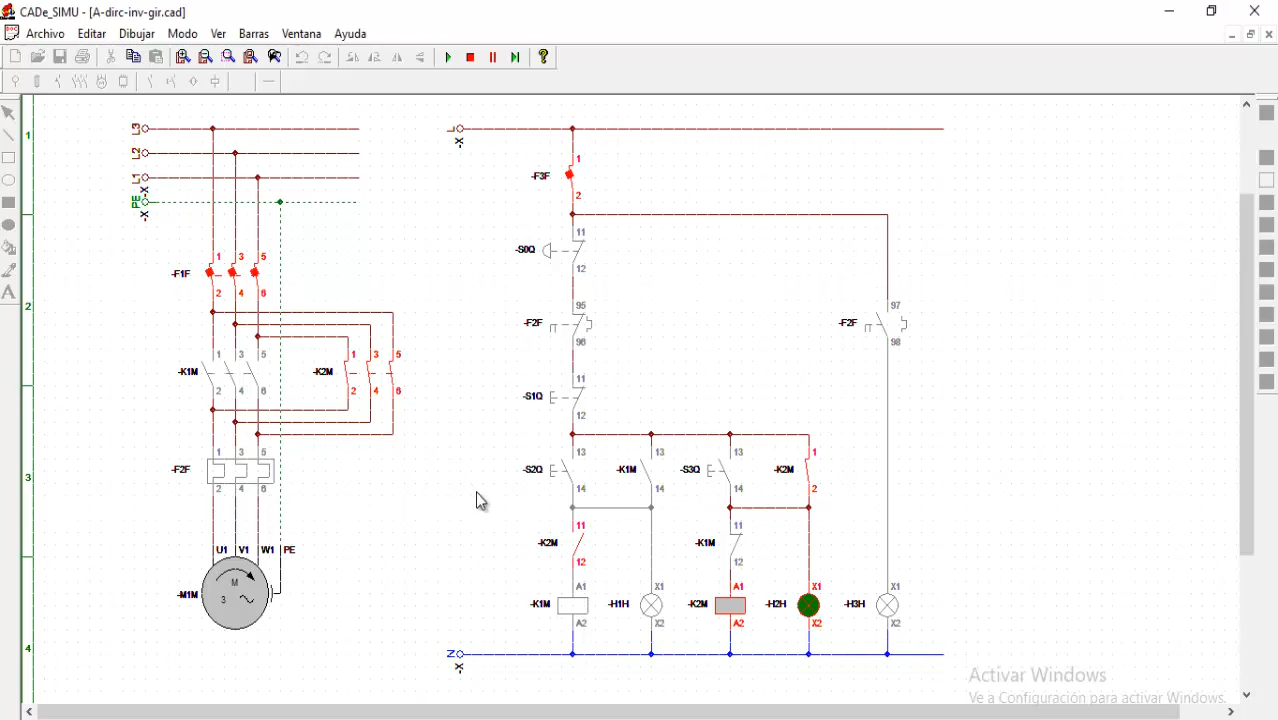 CADe_SIMU - [A-dirc-inv-gir.cad]
Archivo Editar Dibujar Modo Ver Barras Ventana Ayuda
1
L3
L2
L1
-X
PE
-X
L
-X
1
-F3F
2
11
-S0Q
12
1 3 5
-F1F
2 4 6
2
95
-F2F
96
97
-F2F
98
1 3 5
-K1M
2 4 6
1 3 5
-K2M
2 4 6
11
-S1Q
12
1 3 5
-F2F
2 4 6
3
13
-S2Q
14
13
-K1M
14
13
-S3Q
14
1
-K2M
2
11
-K2M
12
11
-K1M
12
U1 V1 W1 PE
-M1M
M
3
A1
-K1M
A2
X1
-H1H
X2
A1
-K2M
A2
X1
-H2H
X2
X1
-H3H
X2
4
N
-X
Activar Windows
Ve a Configuración para activar Windows.